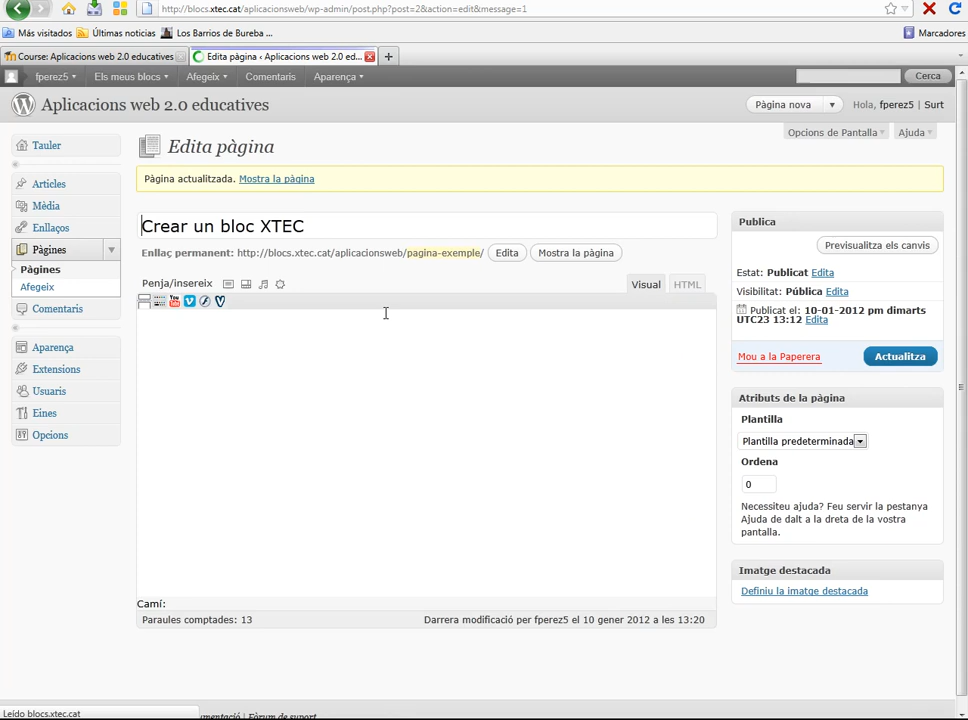 http://blocs.xtec.cat/aplicacionsweb/wp-admin/post.php?post=2&action=edit&message=1
Más visitados Últimas noticias Los Barrios de Bureba ... Marcadores
Course: Aplicacions web 2.0 educatives Edita pàgina ‹ Aplicacions web 2.0 ed... +
fperez5 Els meus blocs Afegeix Comentaris Aparença Cerca
Aplicacions web 2.0 educatives Pàgina nova Hola, fperez5 | Surt
Opcions de Pantalla Ajuda
Tauler
Edita pàgina
Pàgina actualitzada. Mostra la pàgina
Articles
Mèdia
Enllaços
Pàgines
Pàgines
Afegeix
Comentaris
Aparença
Extensions
Usuaris
Eines
Opcions
Crear un bloc XTEC
Enllaç permanent: http://blocs.xtec.cat/aplicacionsweb/pagina-exemple/ Edita Mostra la pàgina
Penja/insereix Visual HTML
You Tube
Camí:
Paraules comptades: 13 Darrera modificació per fperez5 el 10 gener 2012 a les 13:20
Publica
Previsualitza els canvis
Estat: Publicat Edita
Visibilitat: Pública Edita
Publicat el: 10-01-2012 pm dimarts
UTC23 13:12 Edita
Mou a la Paperera Actualitza
Atributs de la pàgina
Plantilla
Plantilla predeterminada
Ordena
0
Necessiteu ajuda? Feu servir la pestanya
Ajuda de dalt a la dreta de la vostra
pantalla.
Imatge destacada
Definiu la imatge destacada
Leído blocs.xtec.cat
umentació | Fòrum de suport